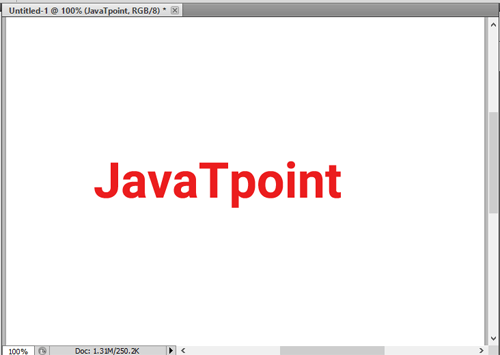 Untitled-1 @ 100% (JavaTpoint, RGB/8) *
JavaTpoint
100%
Doc: 1.31M/250.2K